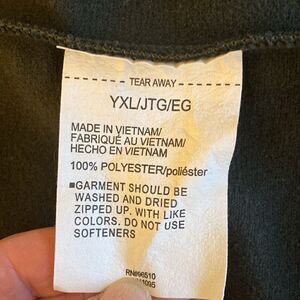 TEAR AWAY
YXL/JTG/EG
MADE IN VIETNAM/
FABRIQUÉ AU VIETNAM/
HECHO EN VIETNAM
100% POLYESTER/poliéster
■GARMENT SHOULD BE
WASHED AND DRIED
ZIPPED UP. WITH LIKE
COLORS. DO NOT USE
SOFTENERS
RN#96510